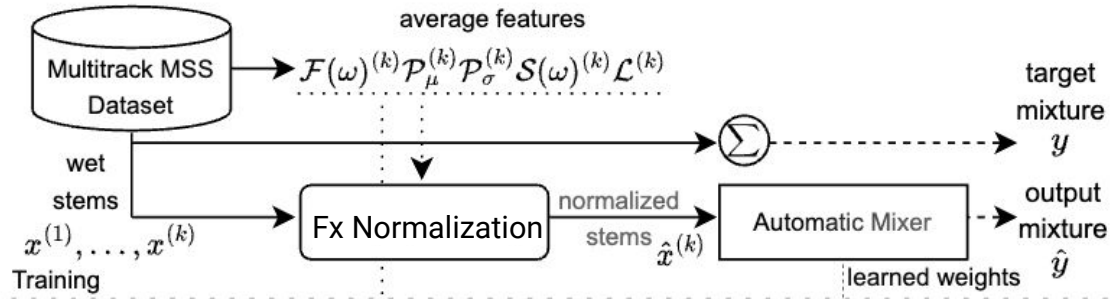 average features
Multitrack MSS
Dataset
𝓕(ω)^(k) 𝓟_μ^(k) 𝓟_σ^(k) 𝓢(ω)^(k) 𝓛^(k)
target
mixture
y
Σ
wet
stems
x^(1), . . . , x^(k)
Fx Normalization
normalized
stems
x̂^(k)
Automatic Mixer
output
mixture
ŷ
Training
learned weights